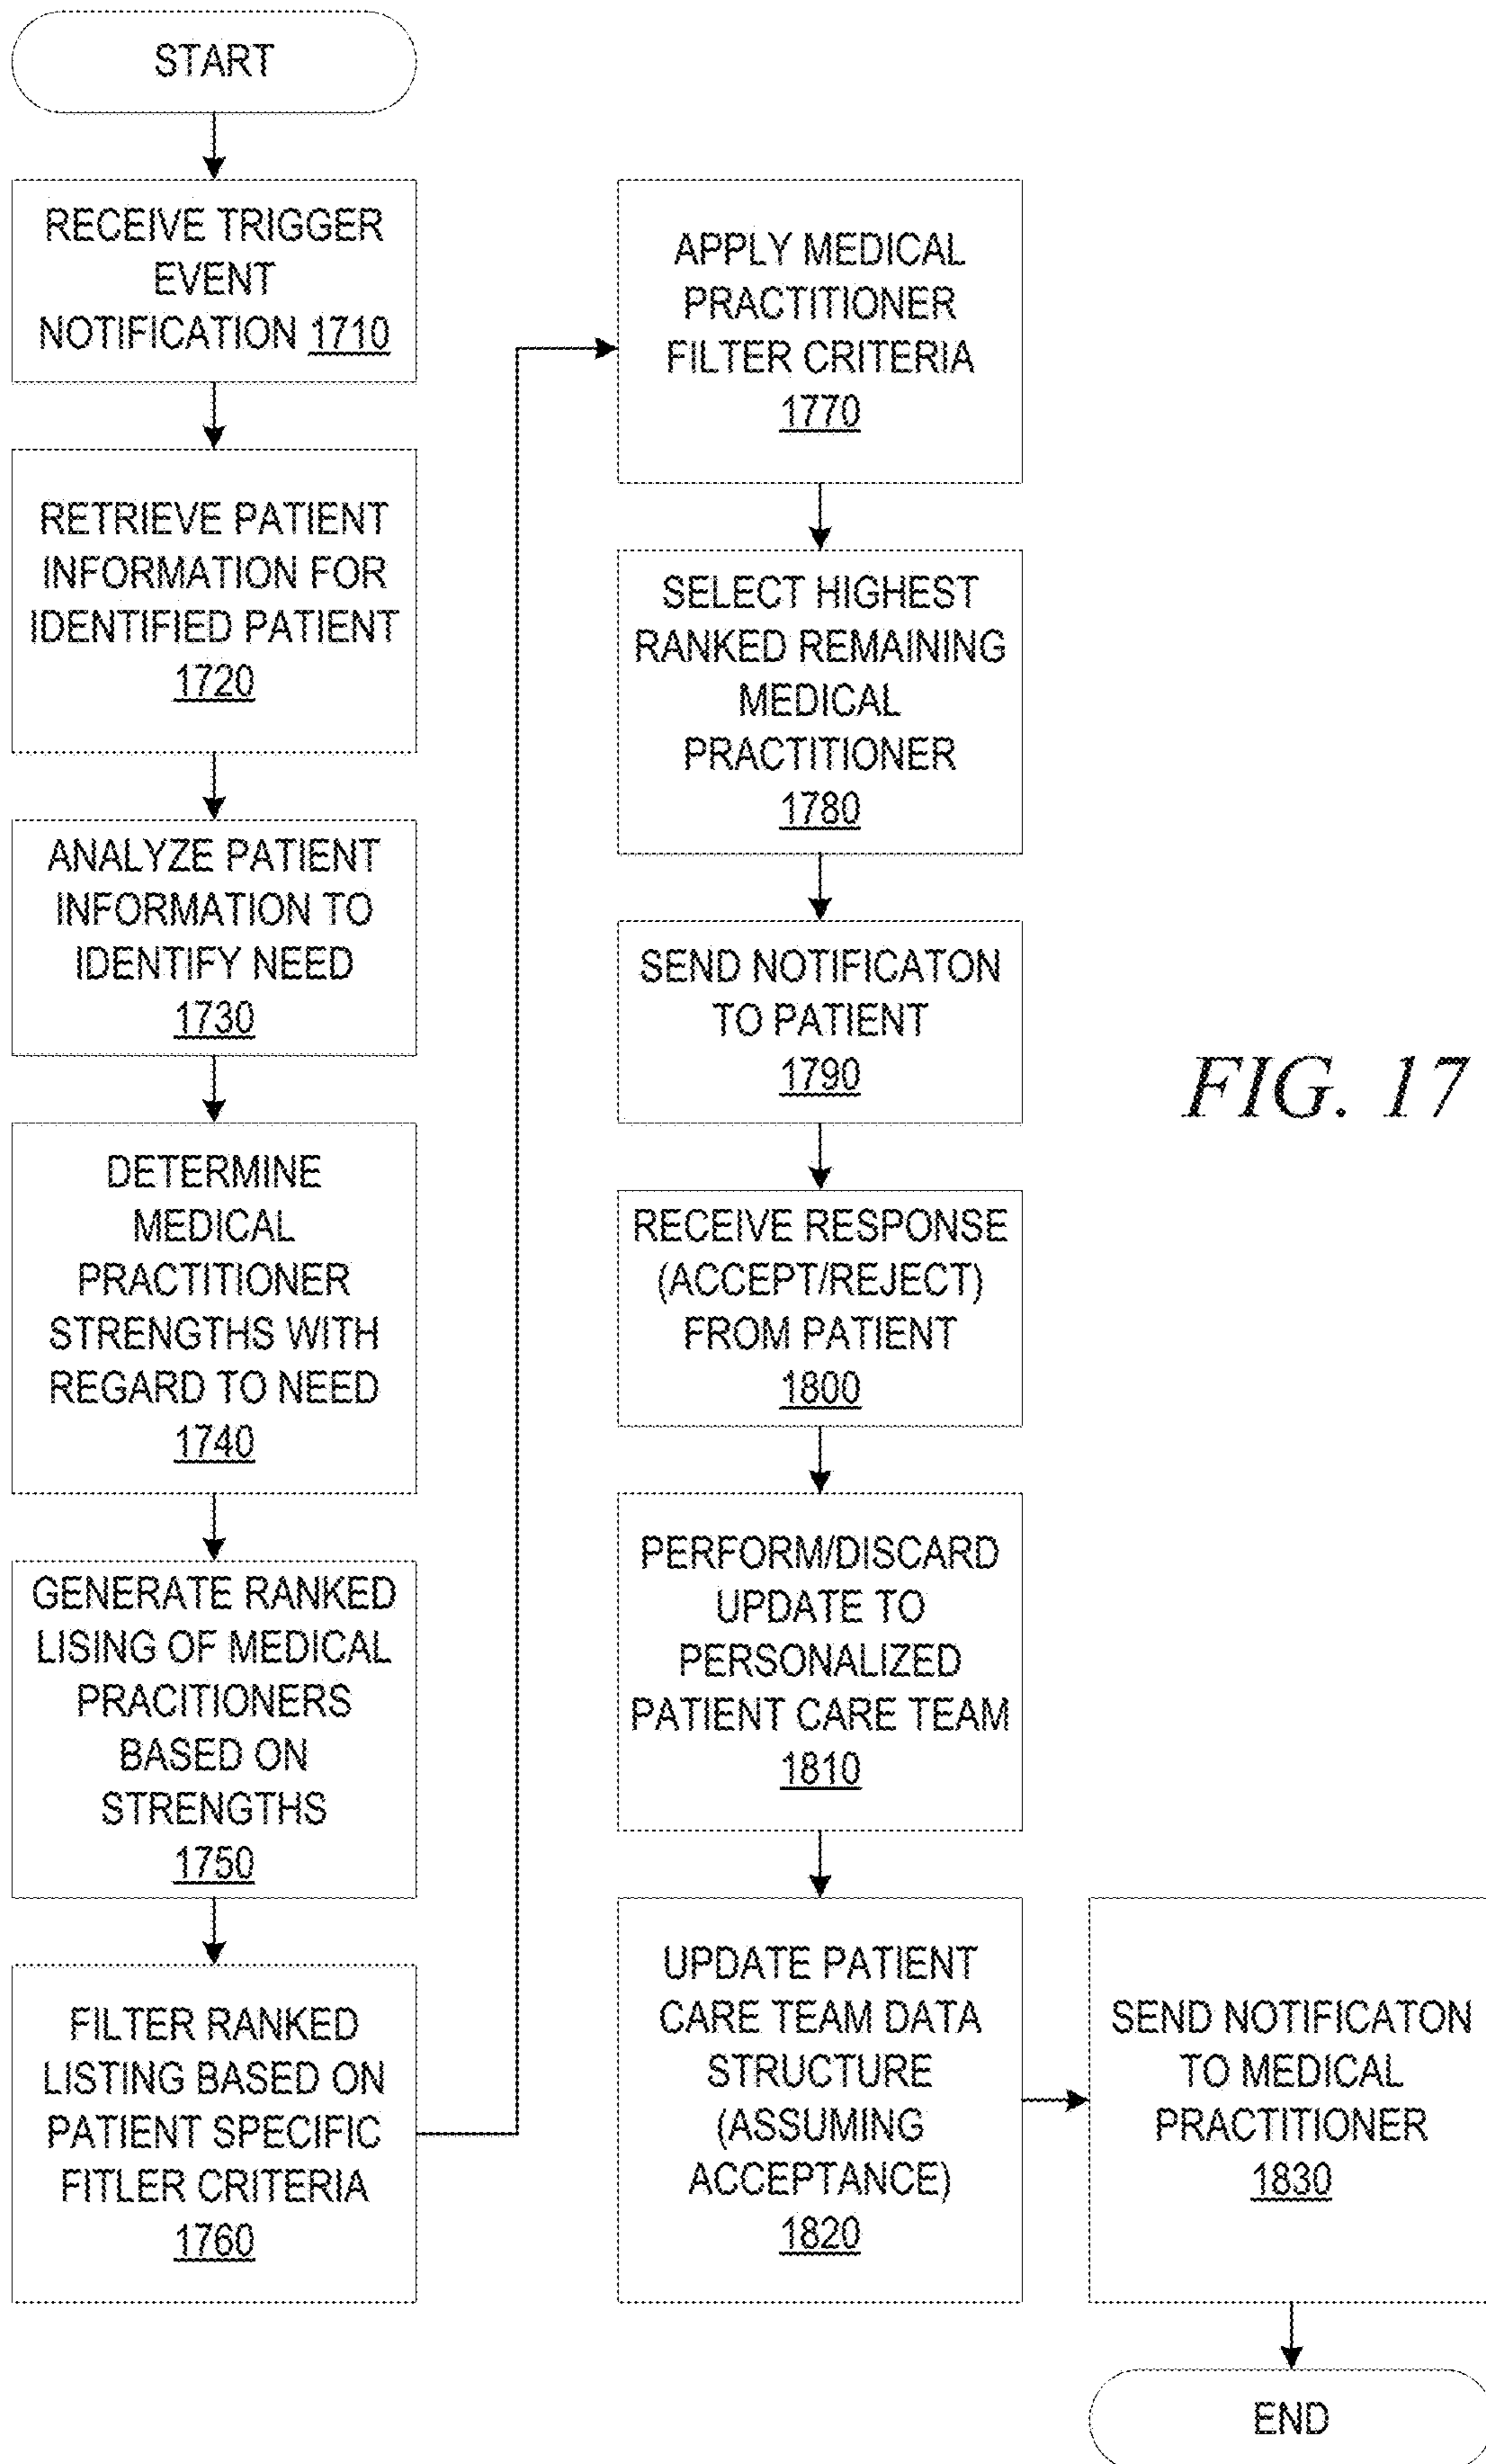 START
RECEIVE TRIGGER
EVENT
NOTIFICATION 1710
RETRIEVE PATIENT
INFORMATION FOR
IDENTIFIED PATIENT
1720
ANALYZE PATIENT
INFORMATION TO
IDENTIFY NEED
1730
DETERMINE
MEDICAL
PRACTITIONER
STRENGTHS WITH
REGARD TO NEED
1740
GENERATE RANKED
LISING OF MEDICAL
PRACITIONERS
BASED ON
STRENGTHS
1750
FILTER RANKED
LISTING BASED ON
PATIENT SPECIFIC
FITLER CRITERIA
1760
APPLY MEDICAL
PRACTITIONER
FILTER CRITERIA
1770
SELECT HIGHEST
RANKED REMAINING
MEDICAL
PRACTITIONER
1780
SEND NOTIFICATON
TO PATIENT
1790
RECEIVE RESPONSE
(ACCEPT/REJECT)
FROM PATIENT
1800
PERFORM/DISCARD
UPDATE TO
PERSONALIZED
PATIENT CARE TEAM
1810
UPDATE PATIENT
CARE TEAM DATA
STRUCTURE
(ASSUMING
ACCEPTANCE)
1820
SEND NOTIFICATON
TO MEDICAL
PRACTITIONER
1830
END
FIG. 17